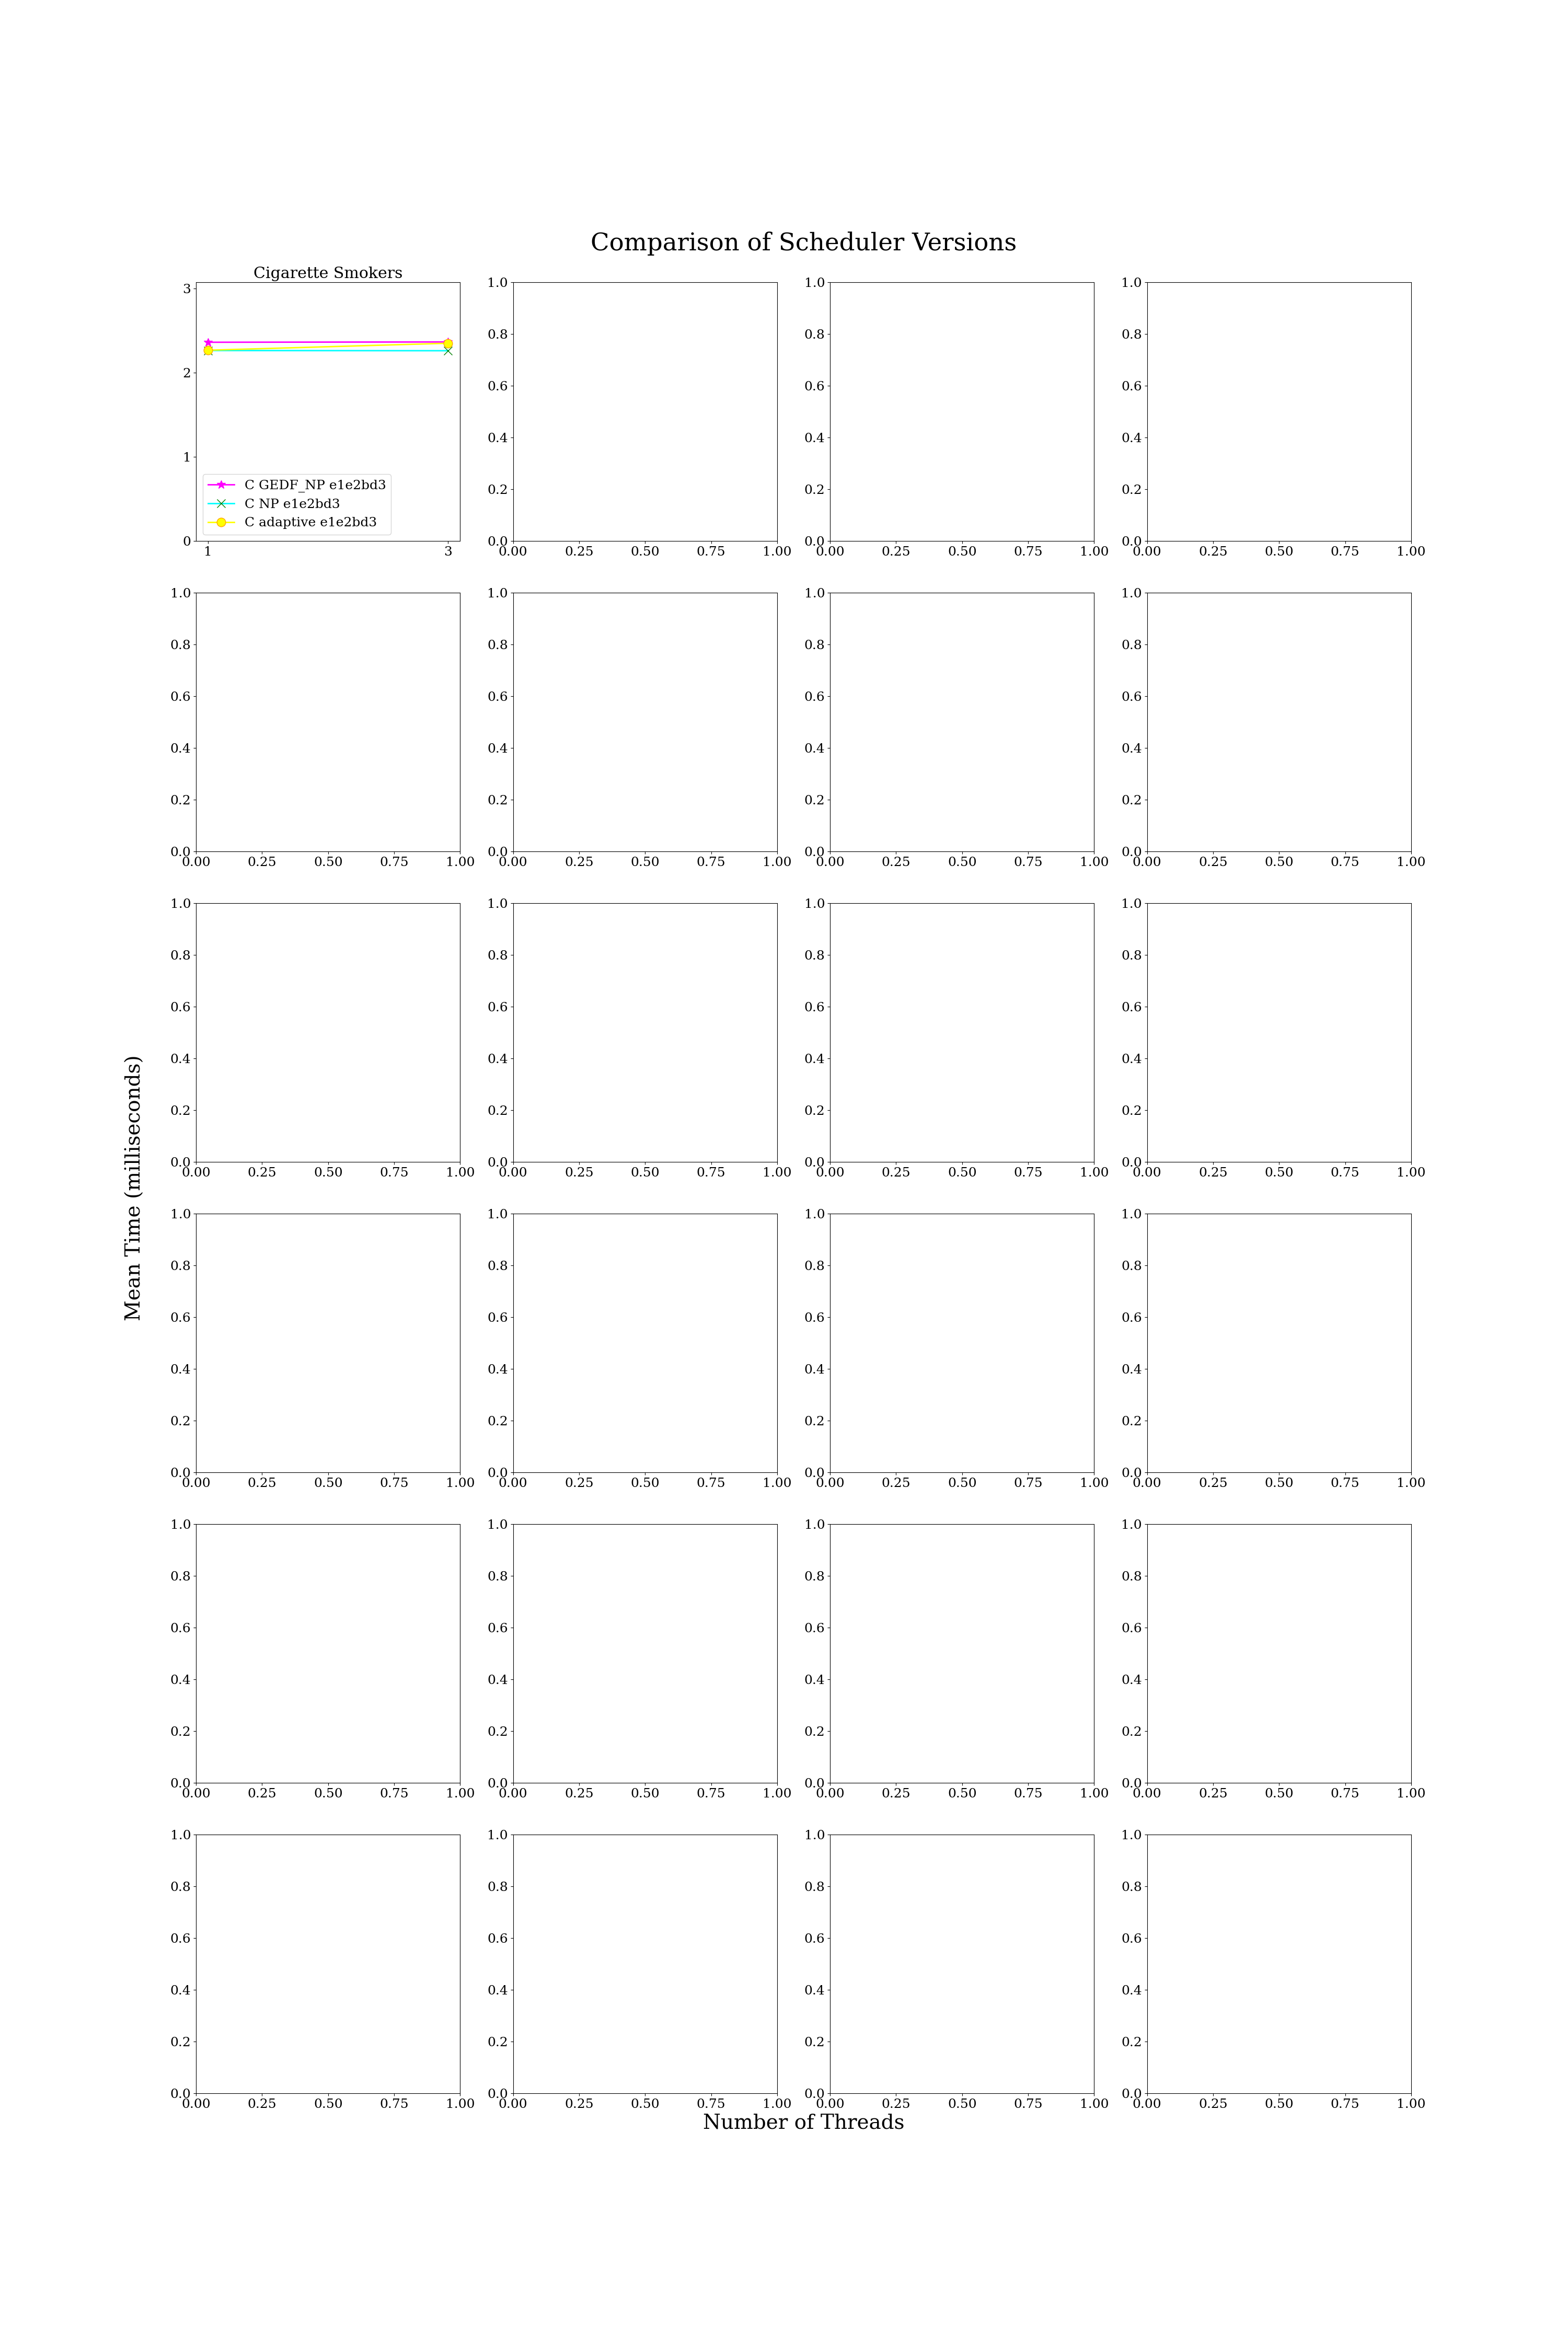 Comparison of Scheduler Versions
Cigarette Smokers
3 1.0 1.0 1.0
0.8 0.8 0.8
2
0.6 0.6 0.6
0.4 0.4 0.4
1
C GEDF_NP e1e2bd3
0.2 0.2 0.2
C NP e1e2bd3
C adaptive e1e2bd3
0 0.0 0.0 0.0
1 3 0.00 0.25 0.50 0.75 1.00 0.00 0.25 0.50 0.75 1.00 0.00 0.25 0.50 0.75 1.00
1.0 1.0 1.0 1.0
0.8 0.8 0.8 0.8
0.6 0.6 0.6 0.6
0.4 0.4 0.4 0.4
0.2 0.2 0.2 0.2
0.0 0.0 0.0 0.0
0.00 0.25 0.50 0.75 1.00 0.00 0.25 0.50 0.75 1.00 0.00 0.25 0.50 0.75 1.00 0.00 0.25 0.50 0.75 1.00
1.0 1.0 1.0 1.0
0.8 0.8 0.8 0.8
0.6 0.6 0.6 0.6
0.4 0.4 0.4 0.4
0.2 0.2 0.2 0.2
0.0 0.0 0.0 0.0
0.00 0.25 0.50 0.75 1.00 0.00 0.25 0.50 0.75 1.00 0.00 0.25 0.50 0.75 1.00 0.00 0.25 0.50 0.75 1.00
Mean Time (milliseconds)
1.0 1.0 1.0 1.0
0.8 0.8 0.8 0.8
0.6 0.6 0.6 0.6
0.4 0.4 0.4 0.4
0.2 0.2 0.2 0.2
0.0 0.0 0.0 0.0
0.00 0.25 0.50 0.75 1.00 0.00 0.25 0.50 0.75 1.00 0.00 0.25 0.50 0.75 1.00 0.00 0.25 0.50 0.75 1.00
1.0 1.0 1.0 1.0
0.8 0.8 0.8 0.8
0.6 0.6 0.6 0.6
0.4 0.4 0.4 0.4
0.2 0.2 0.2 0.2
0.0 0.0 0.0 0.0
0.00 0.25 0.50 0.75 1.00 0.00 0.25 0.50 0.75 1.00 0.00 0.25 0.50 0.75 1.00 0.00 0.25 0.50 0.75 1.00
1.0 1.0 1.0 1.0
0.8 0.8 0.8 0.8
0.6 0.6 0.6 0.6
0.4 0.4 0.4 0.4
0.2 0.2 0.2 0.2
0.0 0.0 0.0 0.0
0.00 0.25 0.50 0.75 1.00 0.00 0.25 0.50 0.75 1.00 0.00 0.25 0.50 0.75 1.00 0.00 0.25 0.50 0.75 1.00
Number of Threads